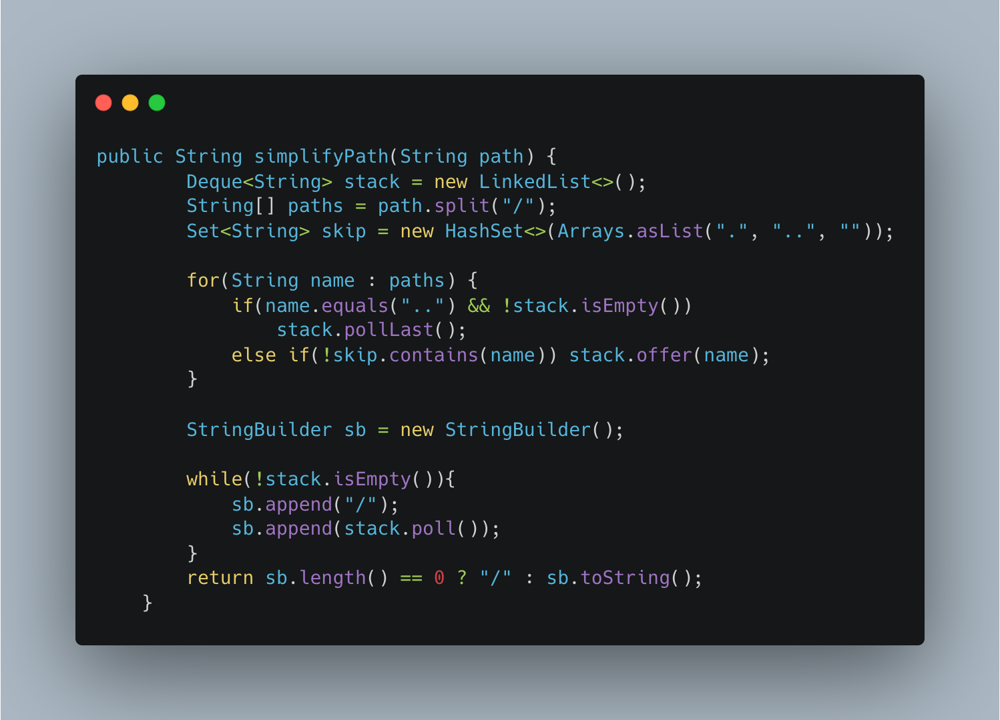 public String simplifyPath(String path) {
        Deque<String> stack = new LinkedList<>();
        String[] paths = path.split("/");
        Set<String> skip = new HashSet<>(Arrays.asList(".", "..", ""));

        for(String name : paths) {
            if(name.equals("..") && !stack.isEmpty())
                stack.pollLast();
            else if(!skip.contains(name)) stack.offer(name);
        }

        StringBuilder sb = new StringBuilder();

        while(!stack.isEmpty()){
            sb.append("/");
            sb.append(stack.poll());
        }
        return sb.length() == 0 ? "/" : sb.toString();
    }